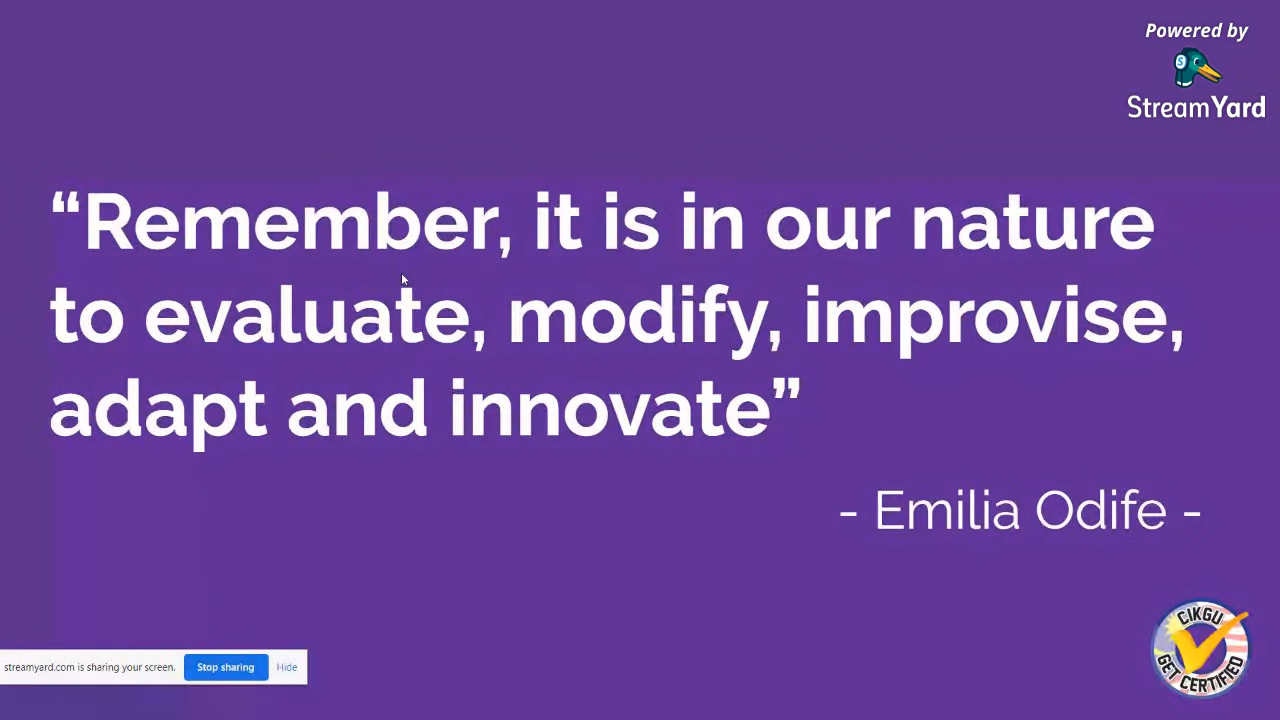 Powered by
StreamYard
“Remember, it is in our nature
to evaluate, modify, improvise,
adapt and innovate”
- Emilia Odife -
streamyard.com is sharing your screen. Stop sharing Hide
CIKGU
GET CERTIFIED